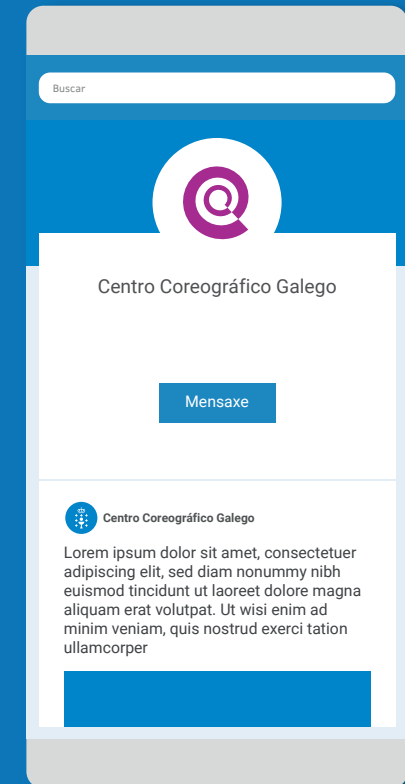 Buscar
Centro Coreográfico Galego
Mensaxe
Centro Coreográfico Galego
Lorem ipsum dolor sit amet, consectetuer
adipiscing elit, sed diam nonummy nibh
euismod tincidunt ut laoreet dolore magna
aliquam erat volutpat. Ut wisi enim ad
minim veniam, quis nostrud exerci tation
ullamcorper